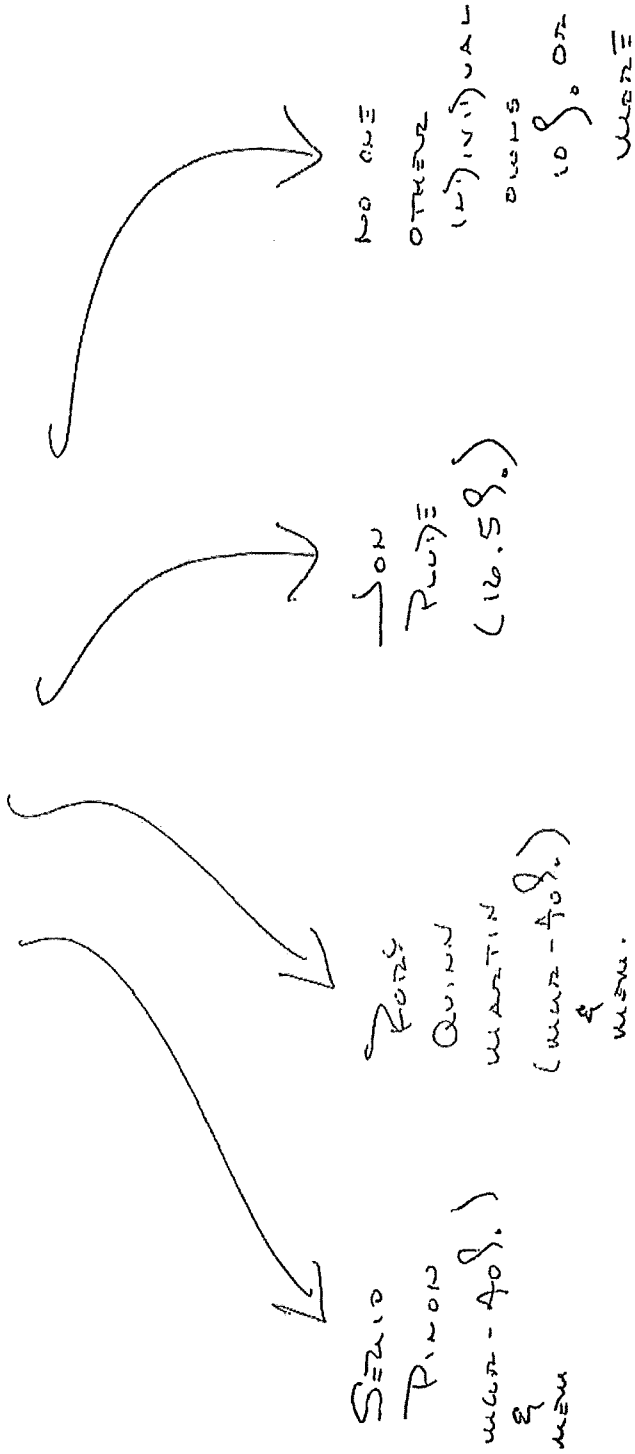 SERGIO
PINON
MGR-40%.)
&
MEM
RORY
QUINN
MARTIN
(MGR-40%.)
&
MEM.
JON
PLUDE
(16.5%.)
NO ONE
OTHER
INDIVIDUAL
OWNS
10%. OR
MORE